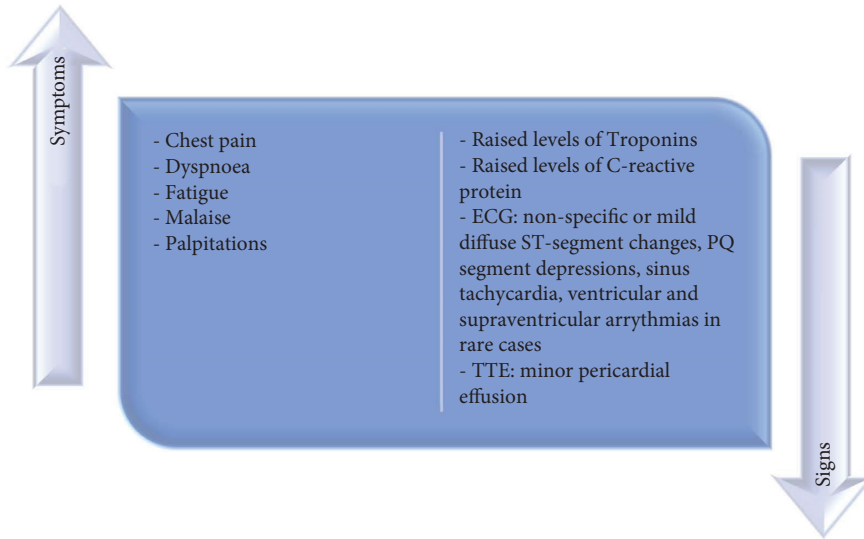 Symptoms
- Chest pain
- Dyspnoea
- Fatigue
- Malaise
- Palpitations
- Raised levels of Troponins
- Raised levels of C-reactive
protein
- ECG: non-specific or mild
diffuse ST-segment changes, PQ
segment depressions, sinus
tachycardia, ventricular and
supraventricular arrythmias in
rare cases
- TTE: minor pericardial
effusion
Signs